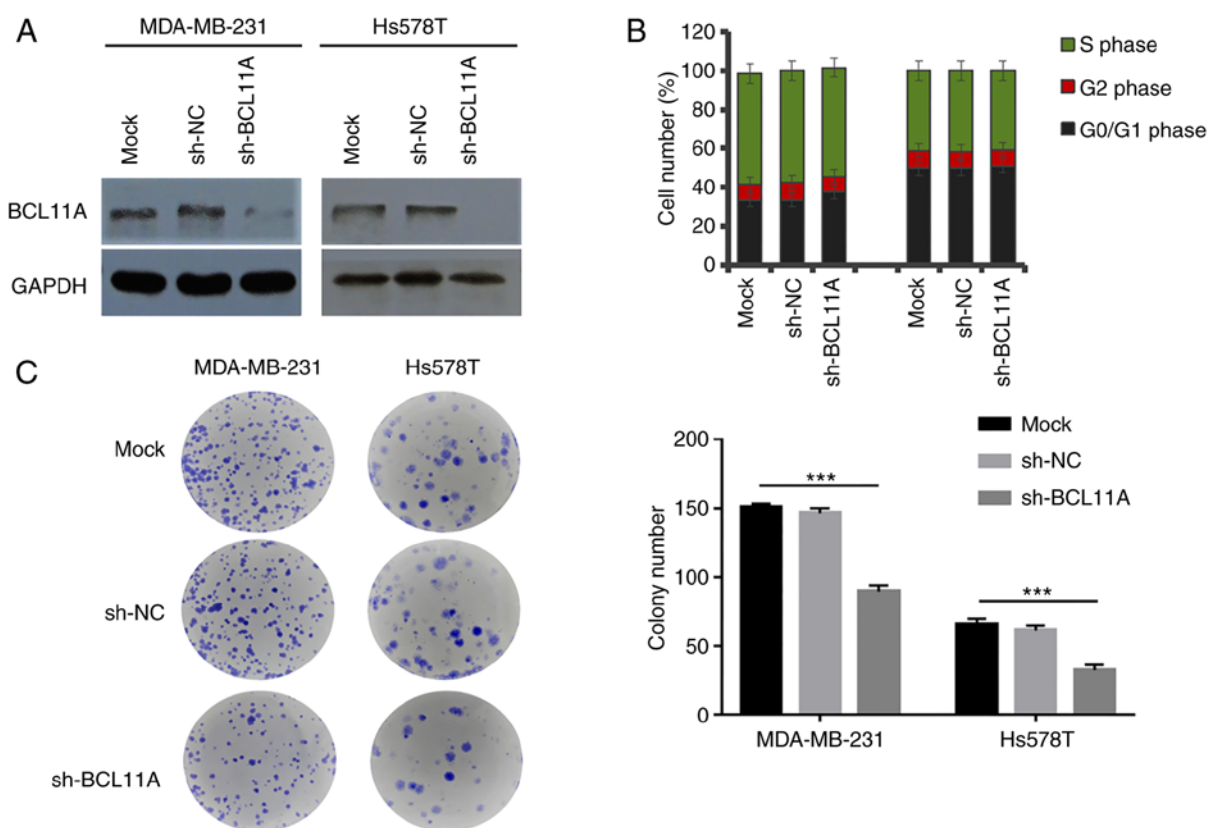 A
MDA-MB-231 Hs578T
Mock sh-NC sh-BCL11A Mock sh-NC sh-BCL11A
BCL11A
GAPDH
B
120
100
80
60
40
20
0
Cell number (%)
S phase
G2 phase
G0/G1 phase
Mock sh-NC sh-BCL11A Mock sh-NC sh-BCL11A
C
MDA-MB-231 Hs578T
Mock
sh-NC
sh-BCL11A
200
150
100
50
0
Colony number
Mock
sh-NC
sh-BCL11A
*** ***
MDA-MB-231 Hs578T